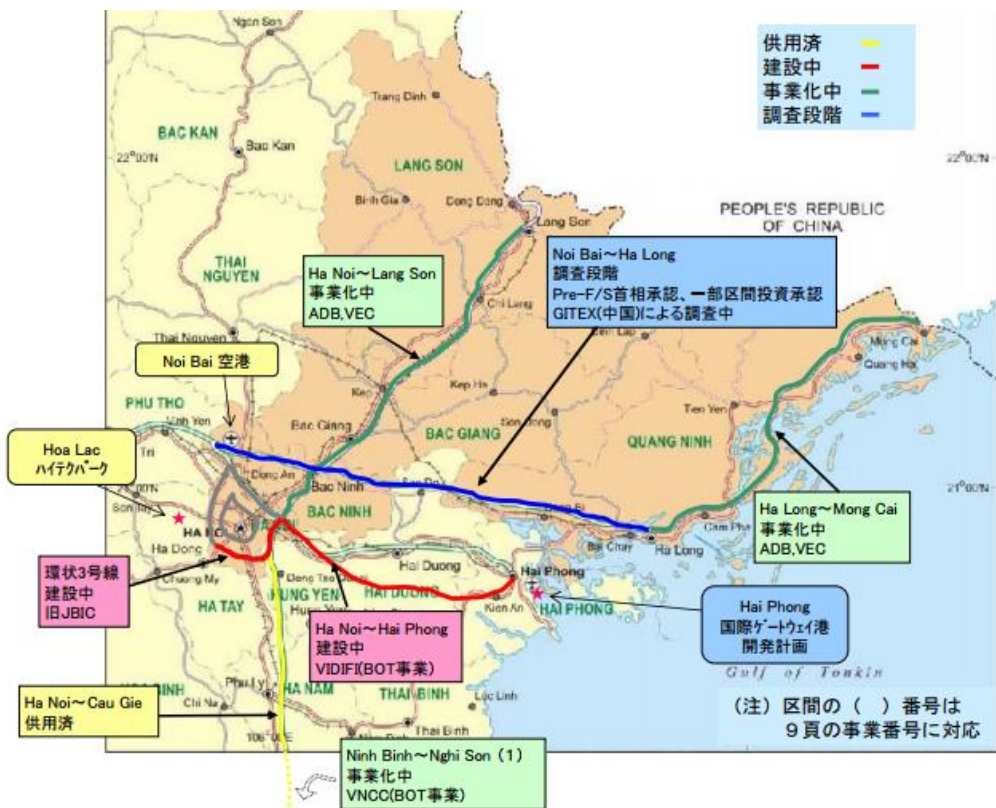 供用済
建設中
事業化中
調査段階
Ngan Son
BAC KAN
Bac Kan
Trang Dinh
LANG SON
22°00'N
22°00'N
Binh Gia
Dong Dang
Lang Son
PEOPLE'S REPUBLIC
OF CHINA
THAI
NGUYEN
Ha Noi～Lang Son
事業化中
ADB,VEC
Chi Lang
Noi Bai～Ha Long
調査段階
Pre-F/S首相承認、一部区間投資承認
GITEX(中国)による調査中
Thai Nguyen
Mong Cai
Quang Ha
Noi Bai 空港
Kep
Kep Ha
Tien Yen
PHU THO
Vinh Yen
Bac Giang
BAC GIANG
Son Dong
QUANG NINH
Hoa Lac
ハイテクパーク
Tri
Dong An
Bac Ninh
21°00'N
BAC NINH
Son Tay
HA NOI
Cam Pha
Bai Chay
Ha Long
Ha Long～Mong Cai
事業化中
ADB,VEC
Ha Dong
Hai Duong
Hai Phong
環状3号線
建設中
旧JBIC
Chuong My
HA TAY
HUNG YEN
HAI DUONG
Kien An
HAI PHONG
Ha Noi～Hai Phong
建設中
VIDIFI(BOT事業)
Hai Phong
国際ゲートウェイ港
開発計画
Gulf of Tonkin
Phu Ly
HA NAM
THAI BINH
Ha Noi～Cau Gie
供用済
Chi Ne
Thai Binh
106°00'E
(注) 区間の ( ) 番号は
9頁の事業番号に対応
Ninh Binh～Nghi Son (1)
事業化中
VNCC(BOT事業)